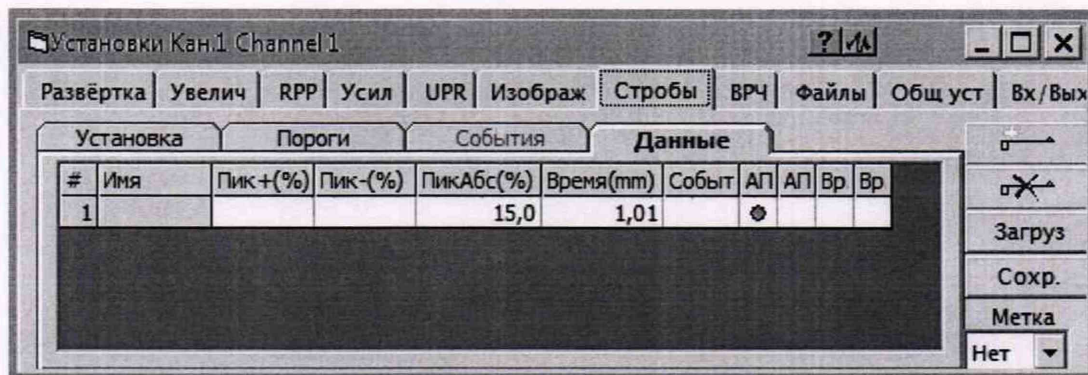 Установки Кан.1 Channel 1 ?
Развёртка Увелич RPP Усил UPR Изображ Стробы ВРЧ Файлы Общ уст Вх/Вых
Установка Пороги События Данные
# Имя Пик+(%) Пик-(%) ПикАбс(%) Время(mm) Событ АП АП Вр Вр
1 15,0 1,01
Загруз
Сохр.
Метка
Нет